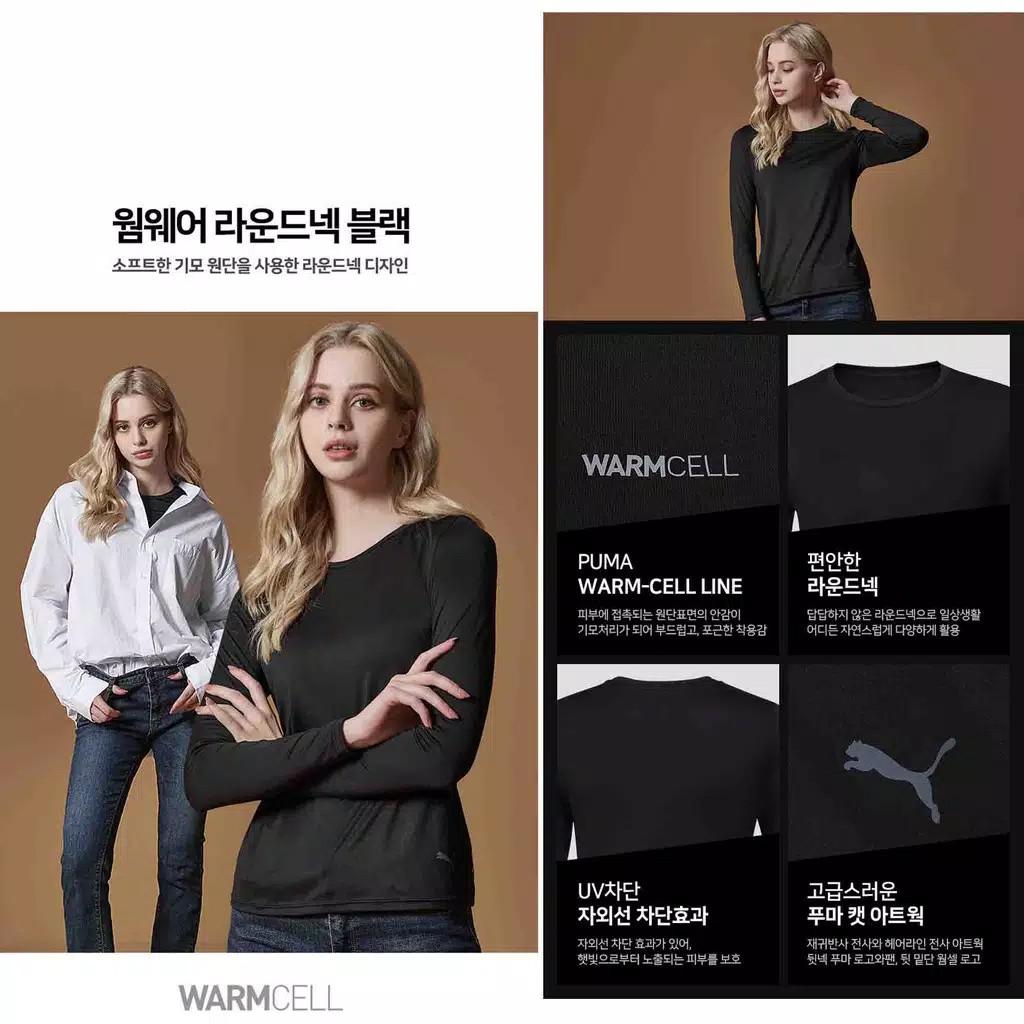 웜웨어 라운드넥 블랙
소프트한 기모 원단을 사용한 라운드넥 디자인
WARMCELL
WARMCELL
PUMA
WARM-CELL LINE
피부에 접촉되는 원단표면의 안감이
기모처리가 되어 부드럽고, 포근한 착용감
편안한
라운드넥
답답하지 않은 라운드넥으로 일상생활
어디든 자연스럽게 다양하게 활용
UV차단
자외선 차단효과
자외선 차단 효과가 있어,
햇빛으로부터 노출되는 피부를 보호
고급스러운
푸마 캣 아트웍
재귀반사 전사와 헤어라인 전사 아트웍
뒷넥 푸마 로고와팬, 뒷 밑단 웜셀 로고